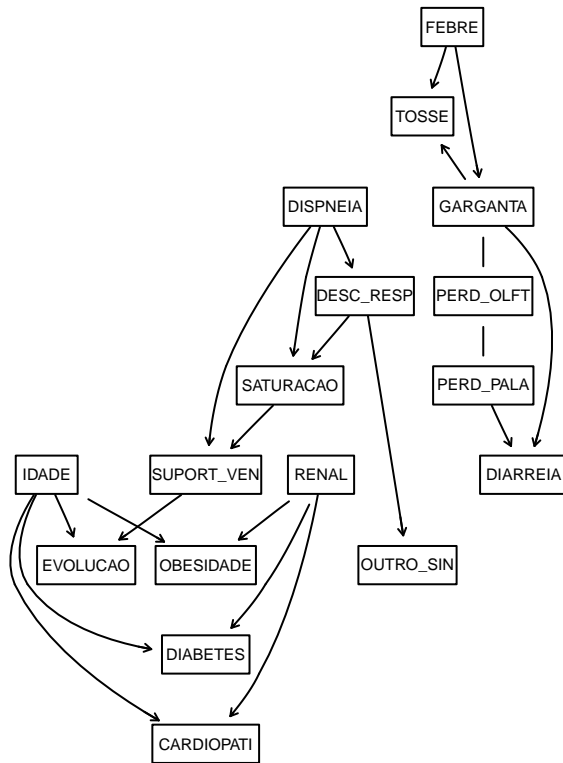 FEBRE
TOSSE
DISPNEIA
GARGANTA
DESC_RESP
PERD_OLFT
SATURACAO
PERD_PALA
IDADE
SUPORT_VEN
RENAL
DIARREIA
EVOLUCAO
OBESIDADE
OUTRO_SIN
DIABETES
CARDIOPATI